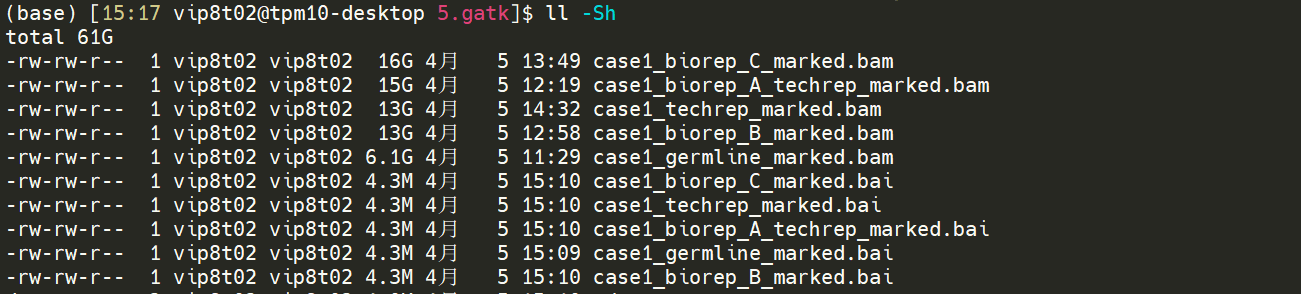 (base) [15:17 vip8t02@tpm10-desktop 5.gatk]$ ll -Sh
total 61G
-rw-rw-r-- 1 vip8t02 vip8t02 16G 4月 5 13:49 case1_biorep_C_marked.bam
-rw-rw-r-- 1 vip8t02 vip8t02 15G 4月 5 12:19 case1_biorep_A_techrep_marked.bam
-rw-rw-r-- 1 vip8t02 vip8t02 13G 4月 5 14:32 case1_techrep_marked.bam
-rw-rw-r-- 1 vip8t02 vip8t02 13G 4月 5 12:58 case1_biorep_B_marked.bam
-rw-rw-r-- 1 vip8t02 vip8t02 6.1G 4月 5 11:29 case1_germline_marked.bam
-rw-rw-r-- 1 vip8t02 vip8t02 4.3M 4月 5 15:10 case1_biorep_C_marked.bai
-rw-rw-r-- 1 vip8t02 vip8t02 4.3M 4月 5 15:10 case1_techrep_marked.bai
-rw-rw-r-- 1 vip8t02 vip8t02 4.3M 4月 5 15:10 case1_biorep_A_techrep_marked.bai
-rw-rw-r-- 1 vip8t02 vip8t02 4.3M 4月 5 15:09 case1_germline_marked.bai
-rw-rw-r-- 1 vip8t02 vip8t02 4.3M 4月 5 15:10 case1_biorep_B_marked.bai